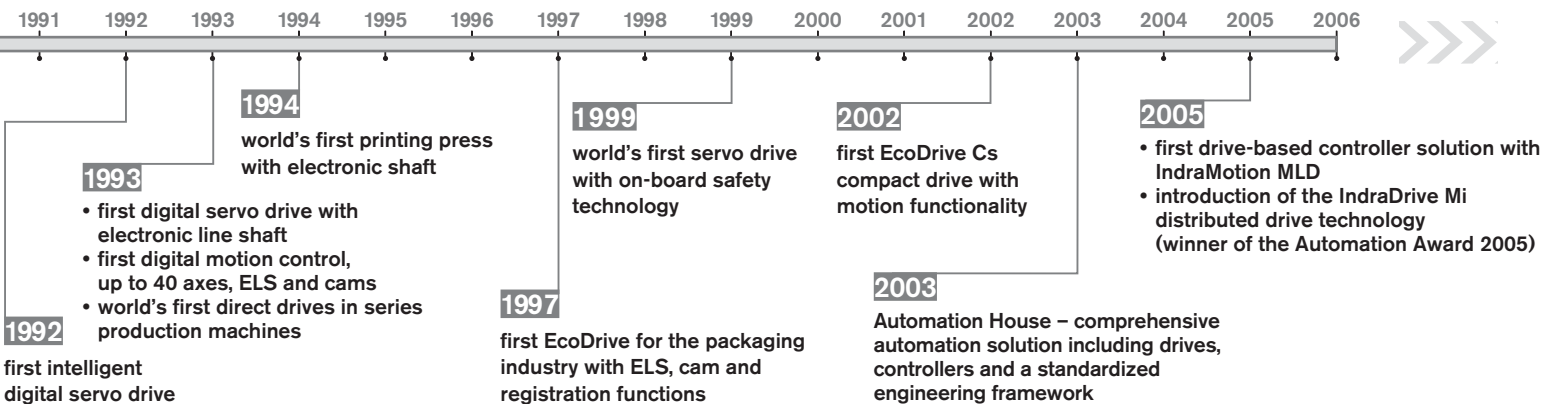 1991 1992 1993 1994 1995 1996 1997 1998 1999 2000 2001 2002 2003 2004 2005 2006
1992
first intelligent
digital servo drive
1993
• first digital servo drive with
electronic line shaft
• first digital motion control,
up to 40 axes, ELS and cams
• world's first direct drives in series
production machines
1994
world's first printing press
with electronic shaft
1997
first EcoDrive for the packaging
industry with ELS, cam and
registration functions
1999
world's first servo drive
with on-board safety
technology
2002
first EcoDrive Cs
compact drive with
motion functionality
2003
Automation House – comprehensive
automation solution including drives,
controllers and a standardized
engineering framework
2005
• first drive-based controller solution with
IndraMotion MLD
• introduction of the IndraDrive Mi
distributed drive technology
(winner of the Automation Award 2005)